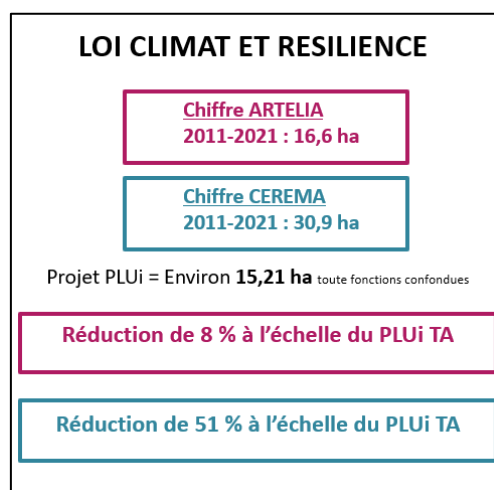 LOI CLIMAT ET RESILIENCE
Chiffre ARTELIA
2011-2021 : 16,6 ha
Chiffre CEREMA
2011-2021 : 30,9 ha
Projet PLUi = Environ 15,21 ha toute fonctions confondues
Réduction de 8 % à l’échelle du PLUi TA
Réduction de 51 % à l’échelle du PLUi TA